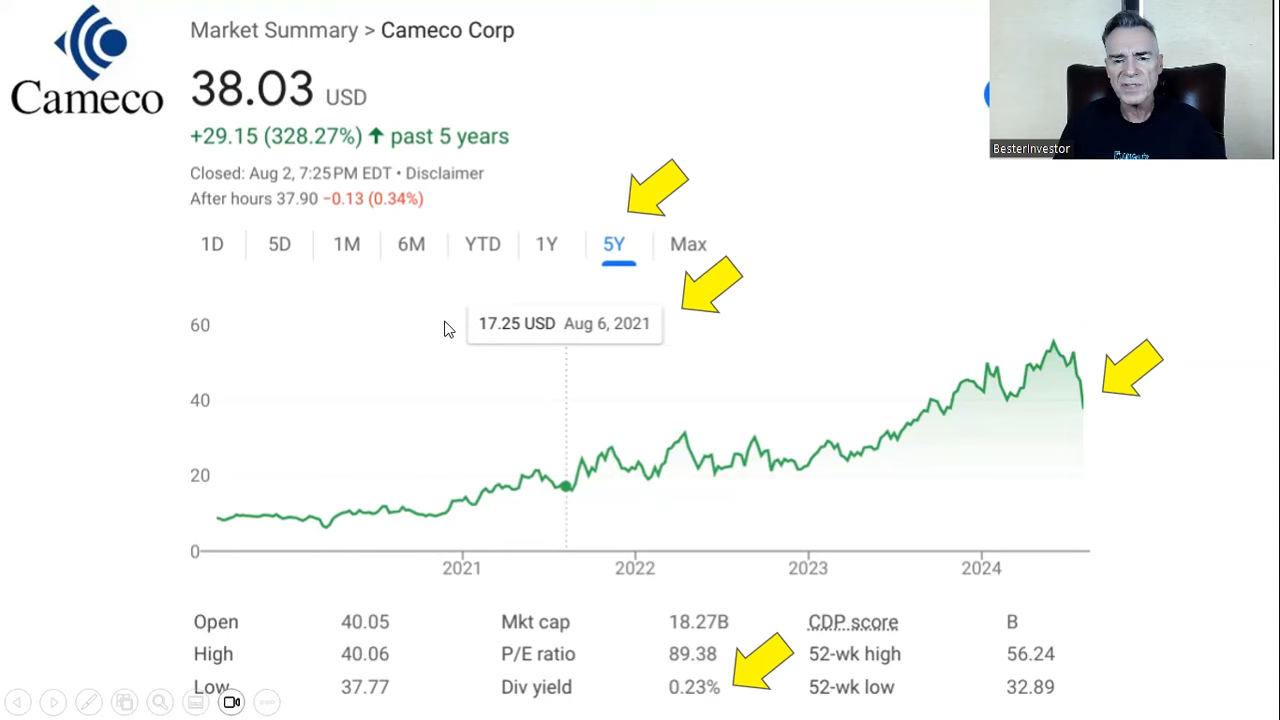 Cameco
Market Summary > Cameco Corp
38.03 USD
+29.15 (328.27%) ↑ past 5 years
Closed: Aug 2, 7:25 PM EDT • Disclaimer
After hours 37.90 −0.13 (0.34%)
1D 5D 1M 6M YTD 1Y 5Y Max
17.25 USD Aug 6, 2021
60
40
20
0
2021 2022 2023 2024
Open 40.05 Mkt cap 18.27B CDP score B
High 40.06 P/E ratio 89.38 52-wk high 56.24
Low 37.77 Div yield 0.23% 52-wk low 32.89
BesterInvestor